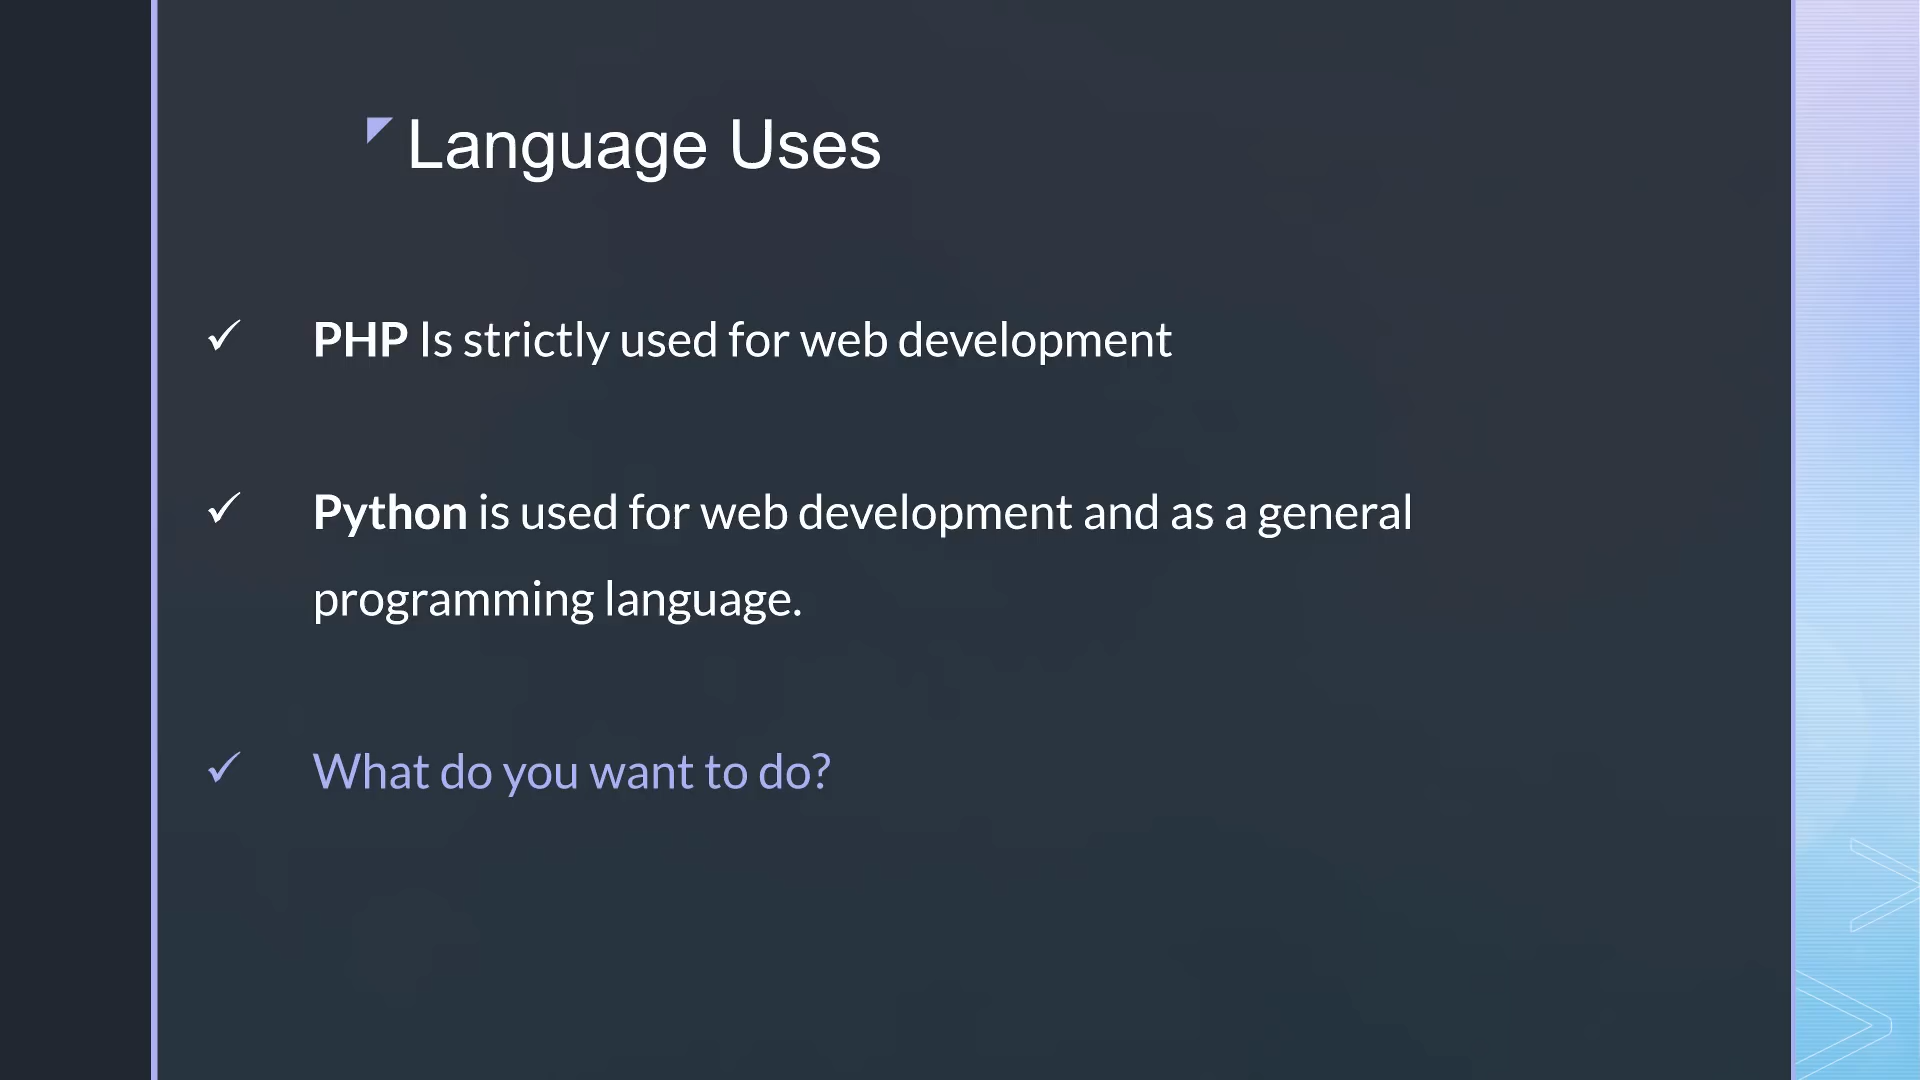 Language Uses
PHP Is strictly used for web development
Python is used for web development and as a general
programming language.
What do you want to do?